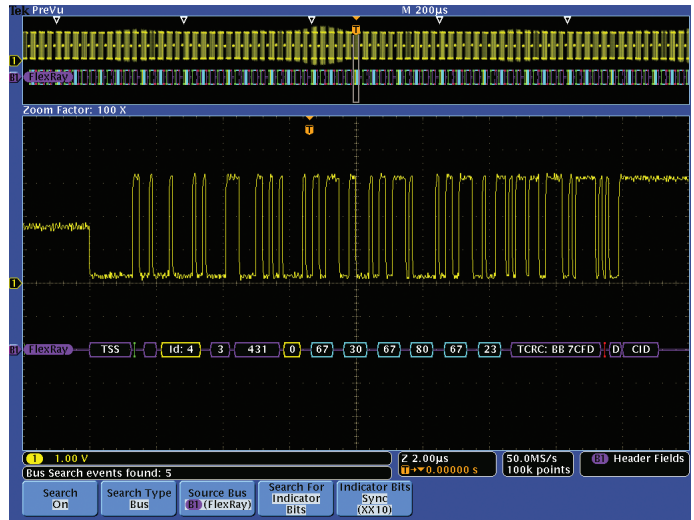 Tek PreVu M 200µs
T
1
B1 FlexRay
Zoom Factor: 100 X
T
1
B1 FlexRay TSS Id: 4 3 431 0 67 30 67 80 67 23 TCRC: BB 7CFD D CID
1 1.00 V Z 2.00µs 50.0MS/s B1 Header Fields
T→▼0.00000 s 100k points
Bus Search events found: 5
Search On
Search Type Bus
Source Bus B1 (FlexRay)
Search For Indicator Bits
Indicator Bits Sync (XX10)